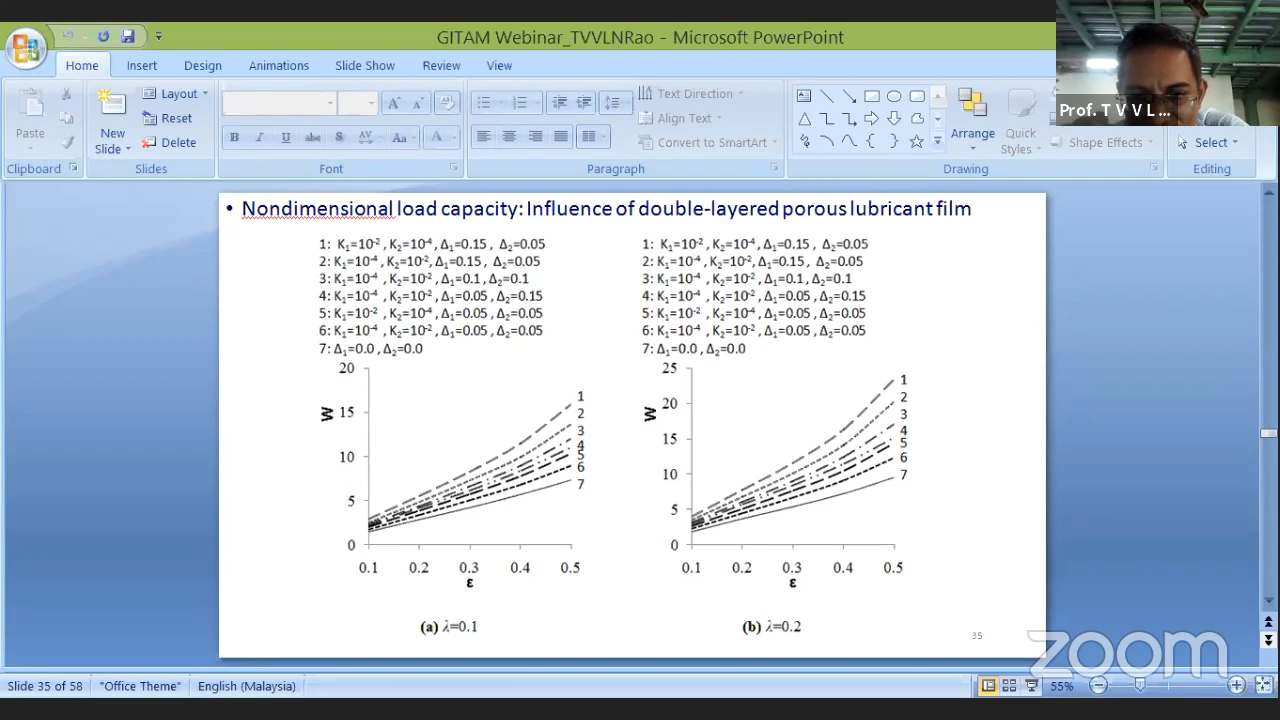 GITAM Webinar_TVVLNRao - Microsoft PowerPoint
Home Insert Design Animations Slide Show Review View
Prof. T V V L ...
Paste
New Slide
Layout
Reset
Delete
Text Direction
Align Text
Convert to SmartArt
Arrange
Quick Styles
Shape Effects
Select
Clipboard Slides Font Paragraph Drawing Editing
• Nondimensional load capacity: Influence of double-layered porous lubricant film
1: K₁=10⁻² , K₂=10⁻⁴, Δ₁=0.15 , Δ₂=0.05
2: K₁=10⁻⁴ , K₂=10⁻², Δ₁=0.15 , Δ₂=0.05
3: K₁=10⁻⁴ , K₂=10⁻² , Δ₁=0.1 , Δ₂=0.1
4: K₁=10⁻⁴ , K₂=10⁻² , Δ₁=0.05 , Δ₂=0.15
5: K₁=10⁻² , K₂=10⁻⁴ , Δ₁=0.05 , Δ₂=0.05
6: K₁=10⁻⁴ , K₂=10⁻² , Δ₁=0.05 , Δ₂=0.05
7: Δ₁=0.0 , Δ₂=0.0
20
15
10
5
0
W
1
2
3
4
5
6
7
0.1 0.2 0.3 0.4 0.5
ε
(a) λ=0.1
1: K₁=10⁻² , K₂=10⁻⁴, Δ₁=0.15 , Δ₂=0.05
2: K₁=10⁻⁴, K₂=10⁻², Δ₁=0.15 , Δ₂=0.05
3: K₁=10⁻⁴ , K₂=10⁻² , Δ₁=0.1 , Δ₂=0.1
4: K₁=10⁻⁴ , K₂=10⁻² , Δ₁=0.05 , Δ₂=0.15
5: K₁=10⁻² , K₂=10⁻⁴ , Δ₁=0.05 , Δ₂=0.05
6: K₁=10⁻⁴ , K₂=10⁻² , Δ₁=0.05 , Δ₂=0.05
7: Δ₁=0.0 , Δ₂=0.0
25
20
15
10
5
0
W
1
2
3
4
5
6
7
0.1 0.2 0.3 0.4 0.5
ε
(b) λ=0.2
35
zoom
Slide 35 of 58 "Office Theme" English (Malaysia) 55%